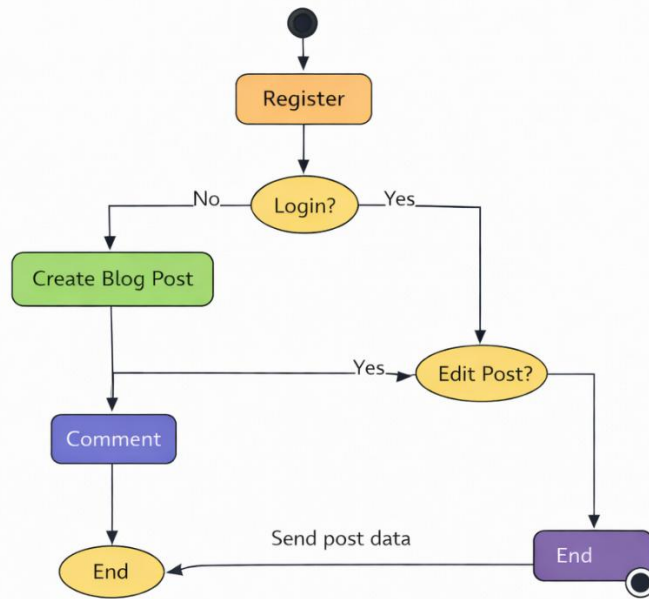 Register
Login?
No
Yes
Create Blog Post
Yes
Edit Post?
Comment
Send post data
End
End